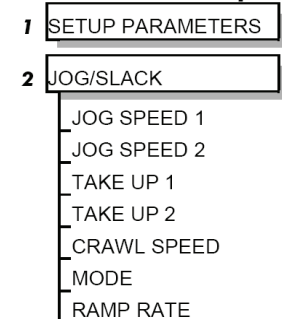 1 SETUP PARAMETERS
2 JOG/SLACK
JOG SPEED 1
JOG SPEED 2
TAKE UP 1
TAKE UP 2
CRAWL SPEED
MODE
RAMP RATE